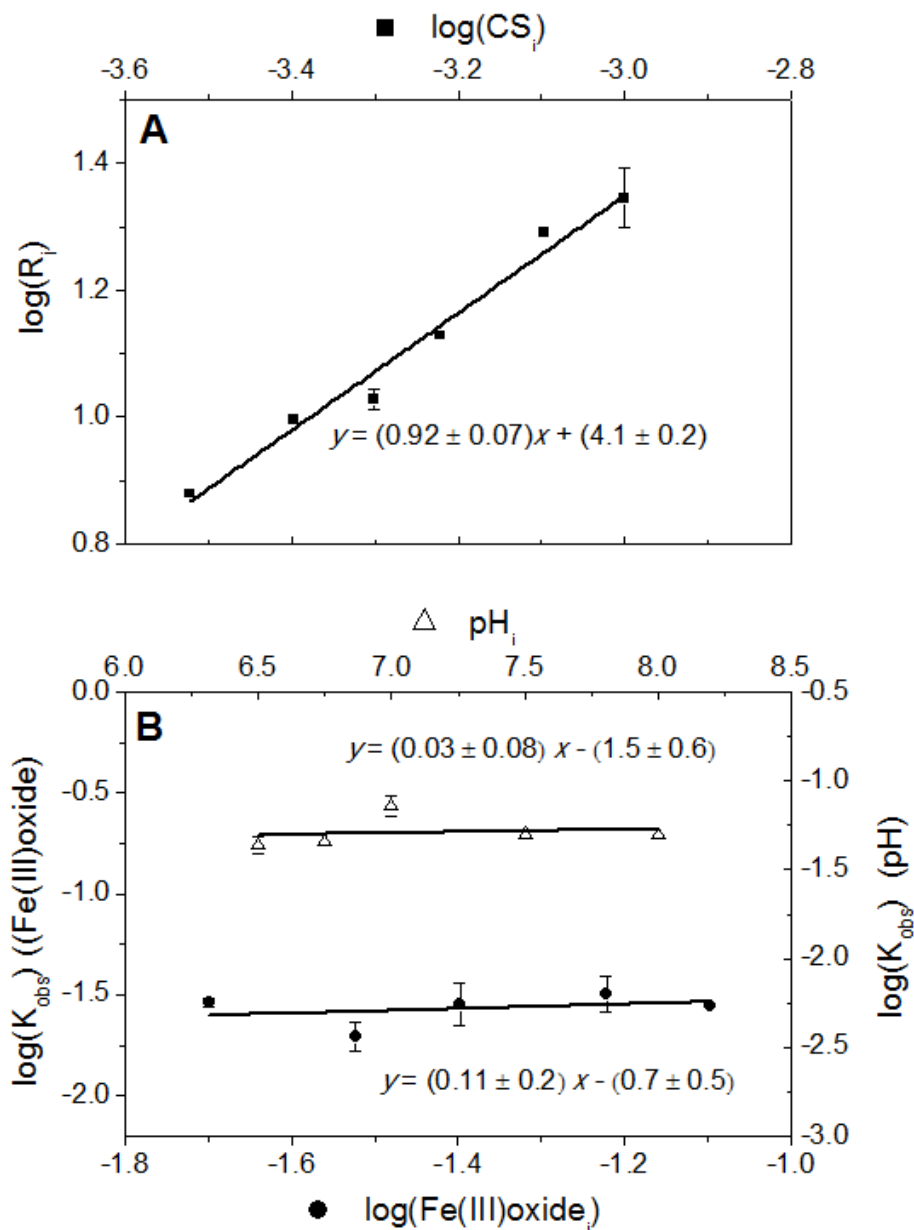 ■ log(CSᵢ)
-3.6 -3.4 -3.2 -3.0 -2.8
A
1.4
1.2
1.0
0.8
log(Rᵢ)
y = (0.92 ± 0.07)x + (4.1 ± 0.2)
△ pHᵢ
6.0 6.5 7.0 7.5 8.0 8.5
B
0.0
-0.5
-1.0
-1.5
-2.0
log(K_obs) ((Fe(III)oxide)
y = (0.03 ± 0.08) x - (1.5 ± 0.6)
y = (0.11 ± 0.2) x - (0.7 ± 0.5)
-0.5
-1.0
-1.5
-2.0
-2.5
-3.0
log(K_obs) (pH)
-1.8 -1.6 -1.4 -1.2 -1.0
● log(Fe(III)oxideᵢ)